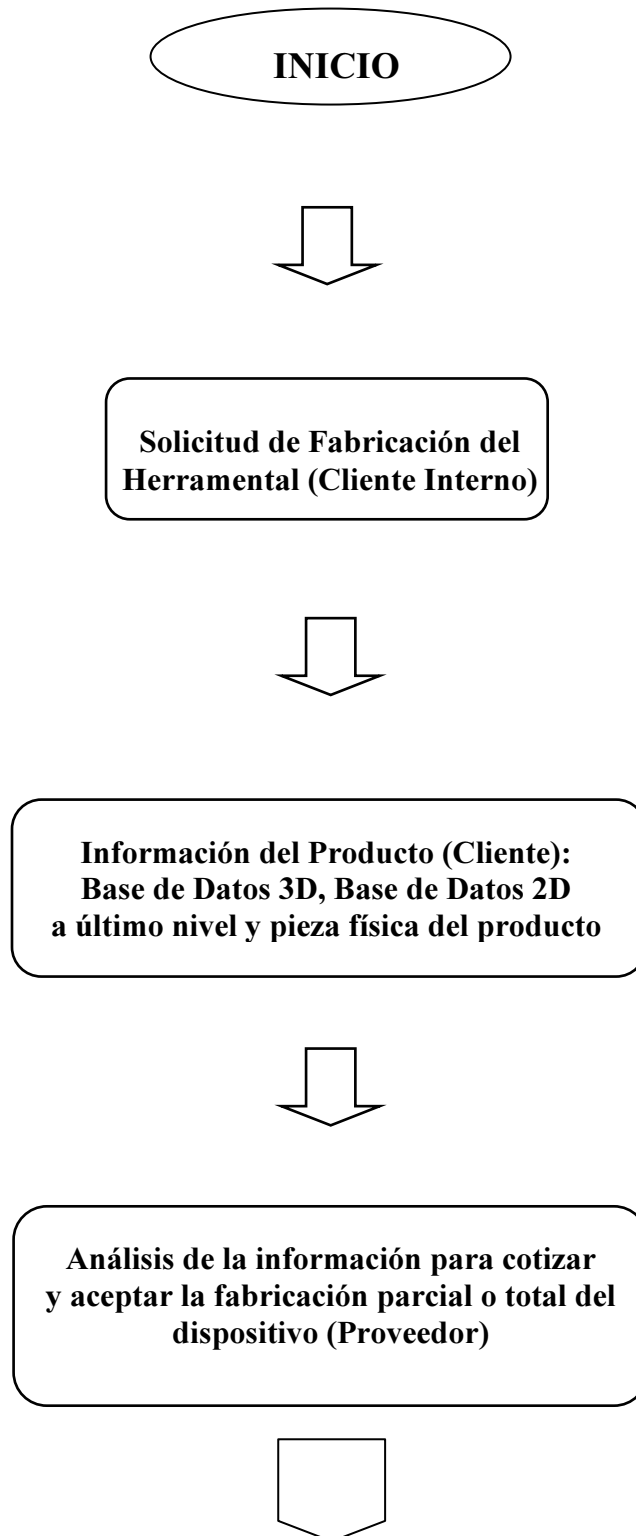 INICIO
Solicitud de Fabricación del
Herramental (Cliente Interno)
Información del Producto (Cliente):
Base de Datos 3D, Base de Datos 2D
a último nivel y pieza física del producto
Análisis de la información para cotizar
y aceptar la fabricación parcial o total del
dispositivo (Proveedor)